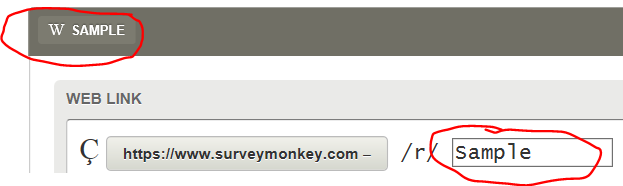 W SAMPLE
WEB LINK
Ç https://www.surveymonkey.com – /r/ Sample